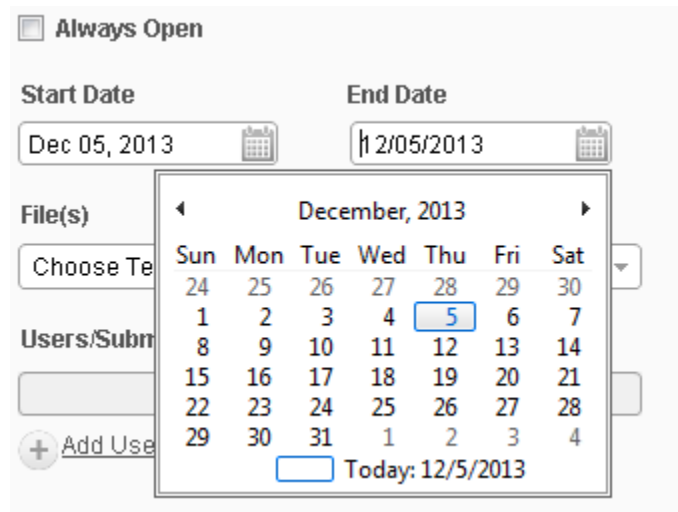 Always Open
Start Date End Date
Dec 05, 2013 12/05/2013
December, 2013
File(s)
Sun Mon Tue Wed Thu Fri Sat
Choose Te
24 25 26 27 28 29 30
1 2 3 4 5 6 7
Users/Subm
8 9 10 11 12 13 14
15 16 17 18 19 20 21
22 23 24 25 26 27 28
29 30 31 1 2 3 4
Add Use
Today: 12/5/2013